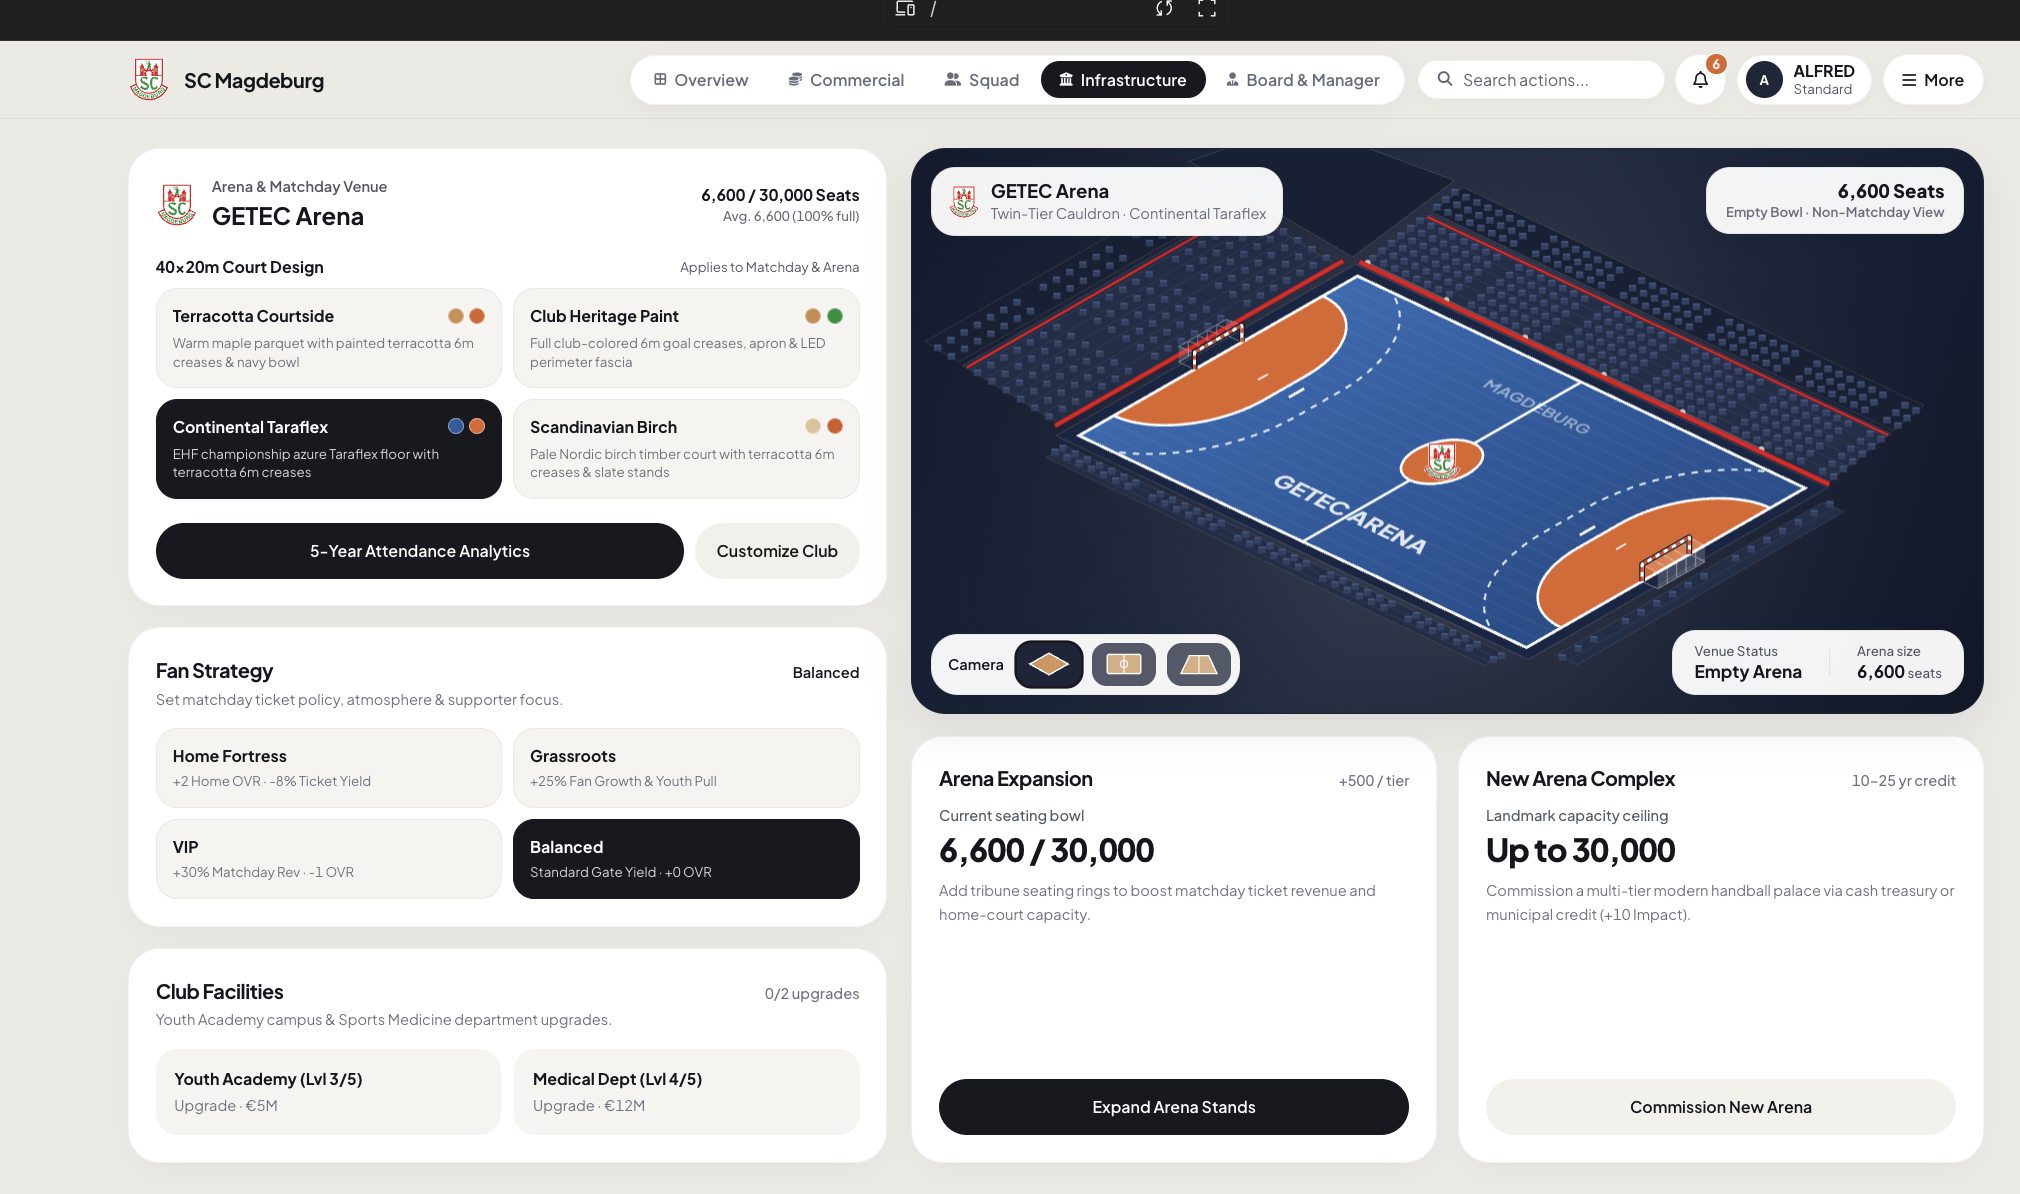 /
SC Magdeburg
Overview
Commercial
Squad
Infrastructure
Board & Manager
Search actions...
6
A
ALFRED
Standard
More
Arena & Matchday Venue
GETEC Arena
6,600 / 30,000 Seats
Avg. 6,600 (100% full)
40×20m Court Design
Applies to Matchday & Arena
Terracotta Courtside
Warm maple parquet with painted terracotta 6m
creases & navy bowl
Club Heritage Paint
Full club-colored 6m goal creases, apron & LED
perimeter fascia
Continental Taraflex
EHF championship azure Taraflex floor with
terracotta 6m creases
Scandinavian Birch
Pale Nordic birch timber court with terracotta 6m
creases & slate stands
5-Year Attendance Analytics
Customize Club
Fan Strategy
Balanced
Set matchday ticket policy, atmosphere & supporter focus.
Home Fortress
+2 Home OVR · -8% Ticket Yield
Grassroots
+25% Fan Growth & Youth Pull
VIP
+30% Matchday Rev · -1 OVR
Balanced
Standard Gate Yield · +0 OVR
Club Facilities
0/2 upgrades
Youth Academy campus & Sports Medicine department upgrades.
Youth Academy (Lvl 3/5)
Upgrade · €5M
Medical Dept (Lvl 4/5)
Upgrade · €12M
GETEC Arena
Twin-Tier Cauldron · Continental Taraflex
6,600 Seats
Empty Bowl · Non-Matchday View
MAGDEBURG
SC
GETEC ARENA
Camera
Venue Status
Empty Arena
Arena size
6,600 seats
Arena Expansion
+500 / tier
Current seating bowl
6,600 / 30,000
Add tribune seating rings to boost matchday ticket revenue and
home-court capacity.
Expand Arena Stands
New Arena Complex
10-25 yr credit
Landmark capacity ceiling
Up to 30,000
Commission a multi-tier modern handball palace via cash treasury or
municipal credit (+10 Impact).
Commission New Arena